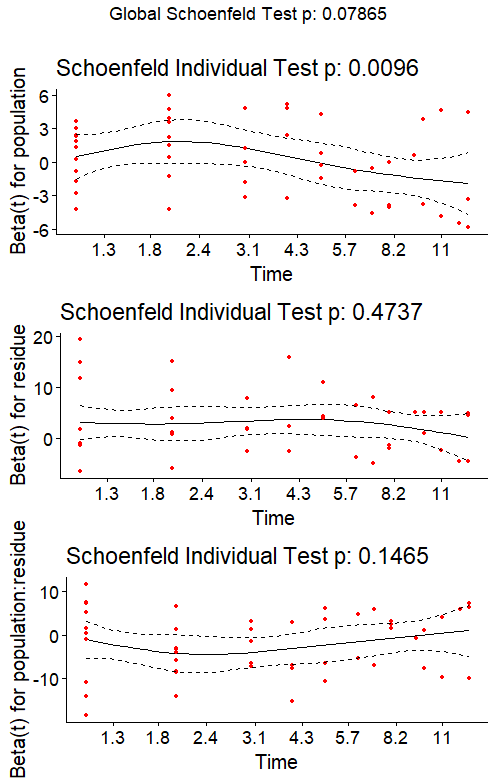 Global Schoenfeld Test p: 0.07865
Schoenfeld Individual Test p: 0.0096
Beta(t) for population
6
3
0
-3
-6
1.3 1.8 2.4 3.1 4.3 5.7 8.2 11
Time
Schoenfeld Individual Test p: 0.4737
Beta(t) for residue
20
10
0
1.3 1.8 2.4 3.1 4.3 5.7 8.2 11
Time
Schoenfeld Individual Test p: 0.1465
Beta(t) for population:residue
10
0
-10
1.3 1.8 2.4 3.1 4.3 5.7 8.2 11
Time